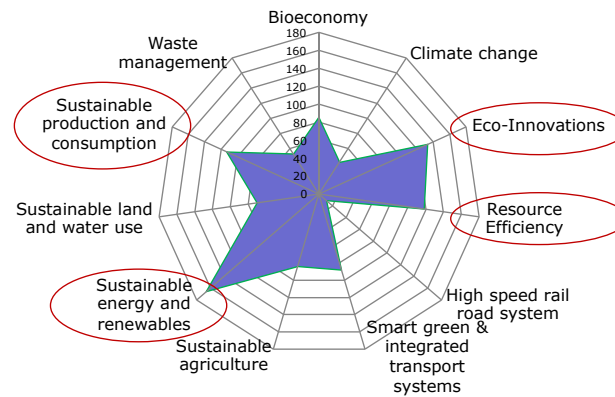 Bioeconomy
180
160
140
120
100
80
60
40
20
0
Climate change
Eco-Innovations
Resource
Efficiency
High speed rail
road system
Smart green &
integrated
transport
systems
Sustainable
agriculture
Sustainable
energy and
renewables
Sustainable land
and water use
Sustainable
production and
consumption
Waste
management